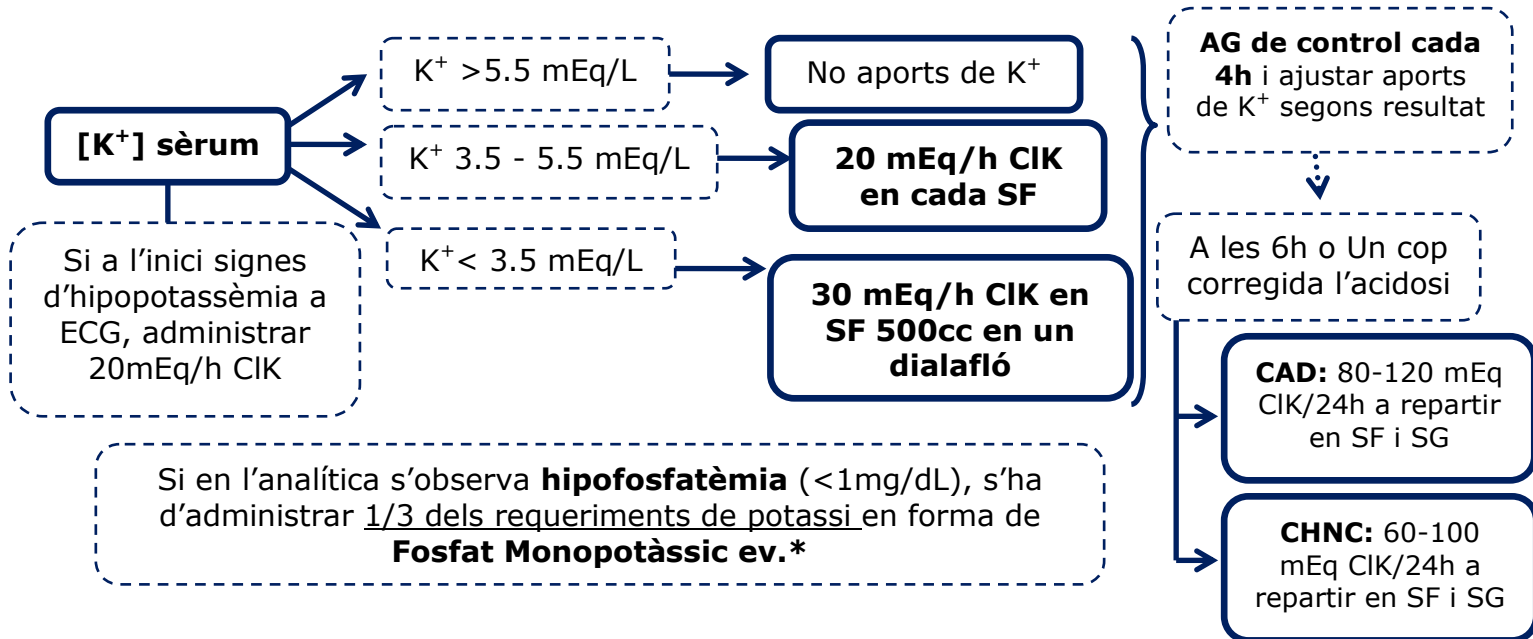 [K⁺] sèrum
Si a l’inici signes
d’hipopotassèmia a
ECG, administrar
20mEq/h ClK
K⁺ >5.5 mEq/L
No aports de K⁺
K⁺ 3.5 - 5.5 mEq/L
20 mEq/h ClK
en cada SF
K⁺< 3.5 mEq/L
30 mEq/h ClK en
SF 500cc en un
dialafló
AG de control cada
4h i ajustar aports
de K⁺ segons resultat
A les 6h o Un cop
corregida l’acidosi
CAD: 80-120 mEq
ClK/24h a repartir
en SF i SG
CHNC: 60-100
mEq ClK/24h a
repartir en SF i SG
Si en l’analítica s’observa hipofosfatèmia (<1mg/dL), s’ha
d’administrar 1/3 dels requeriments de potassi en forma de
Fosfat Monopotàssic ev.*